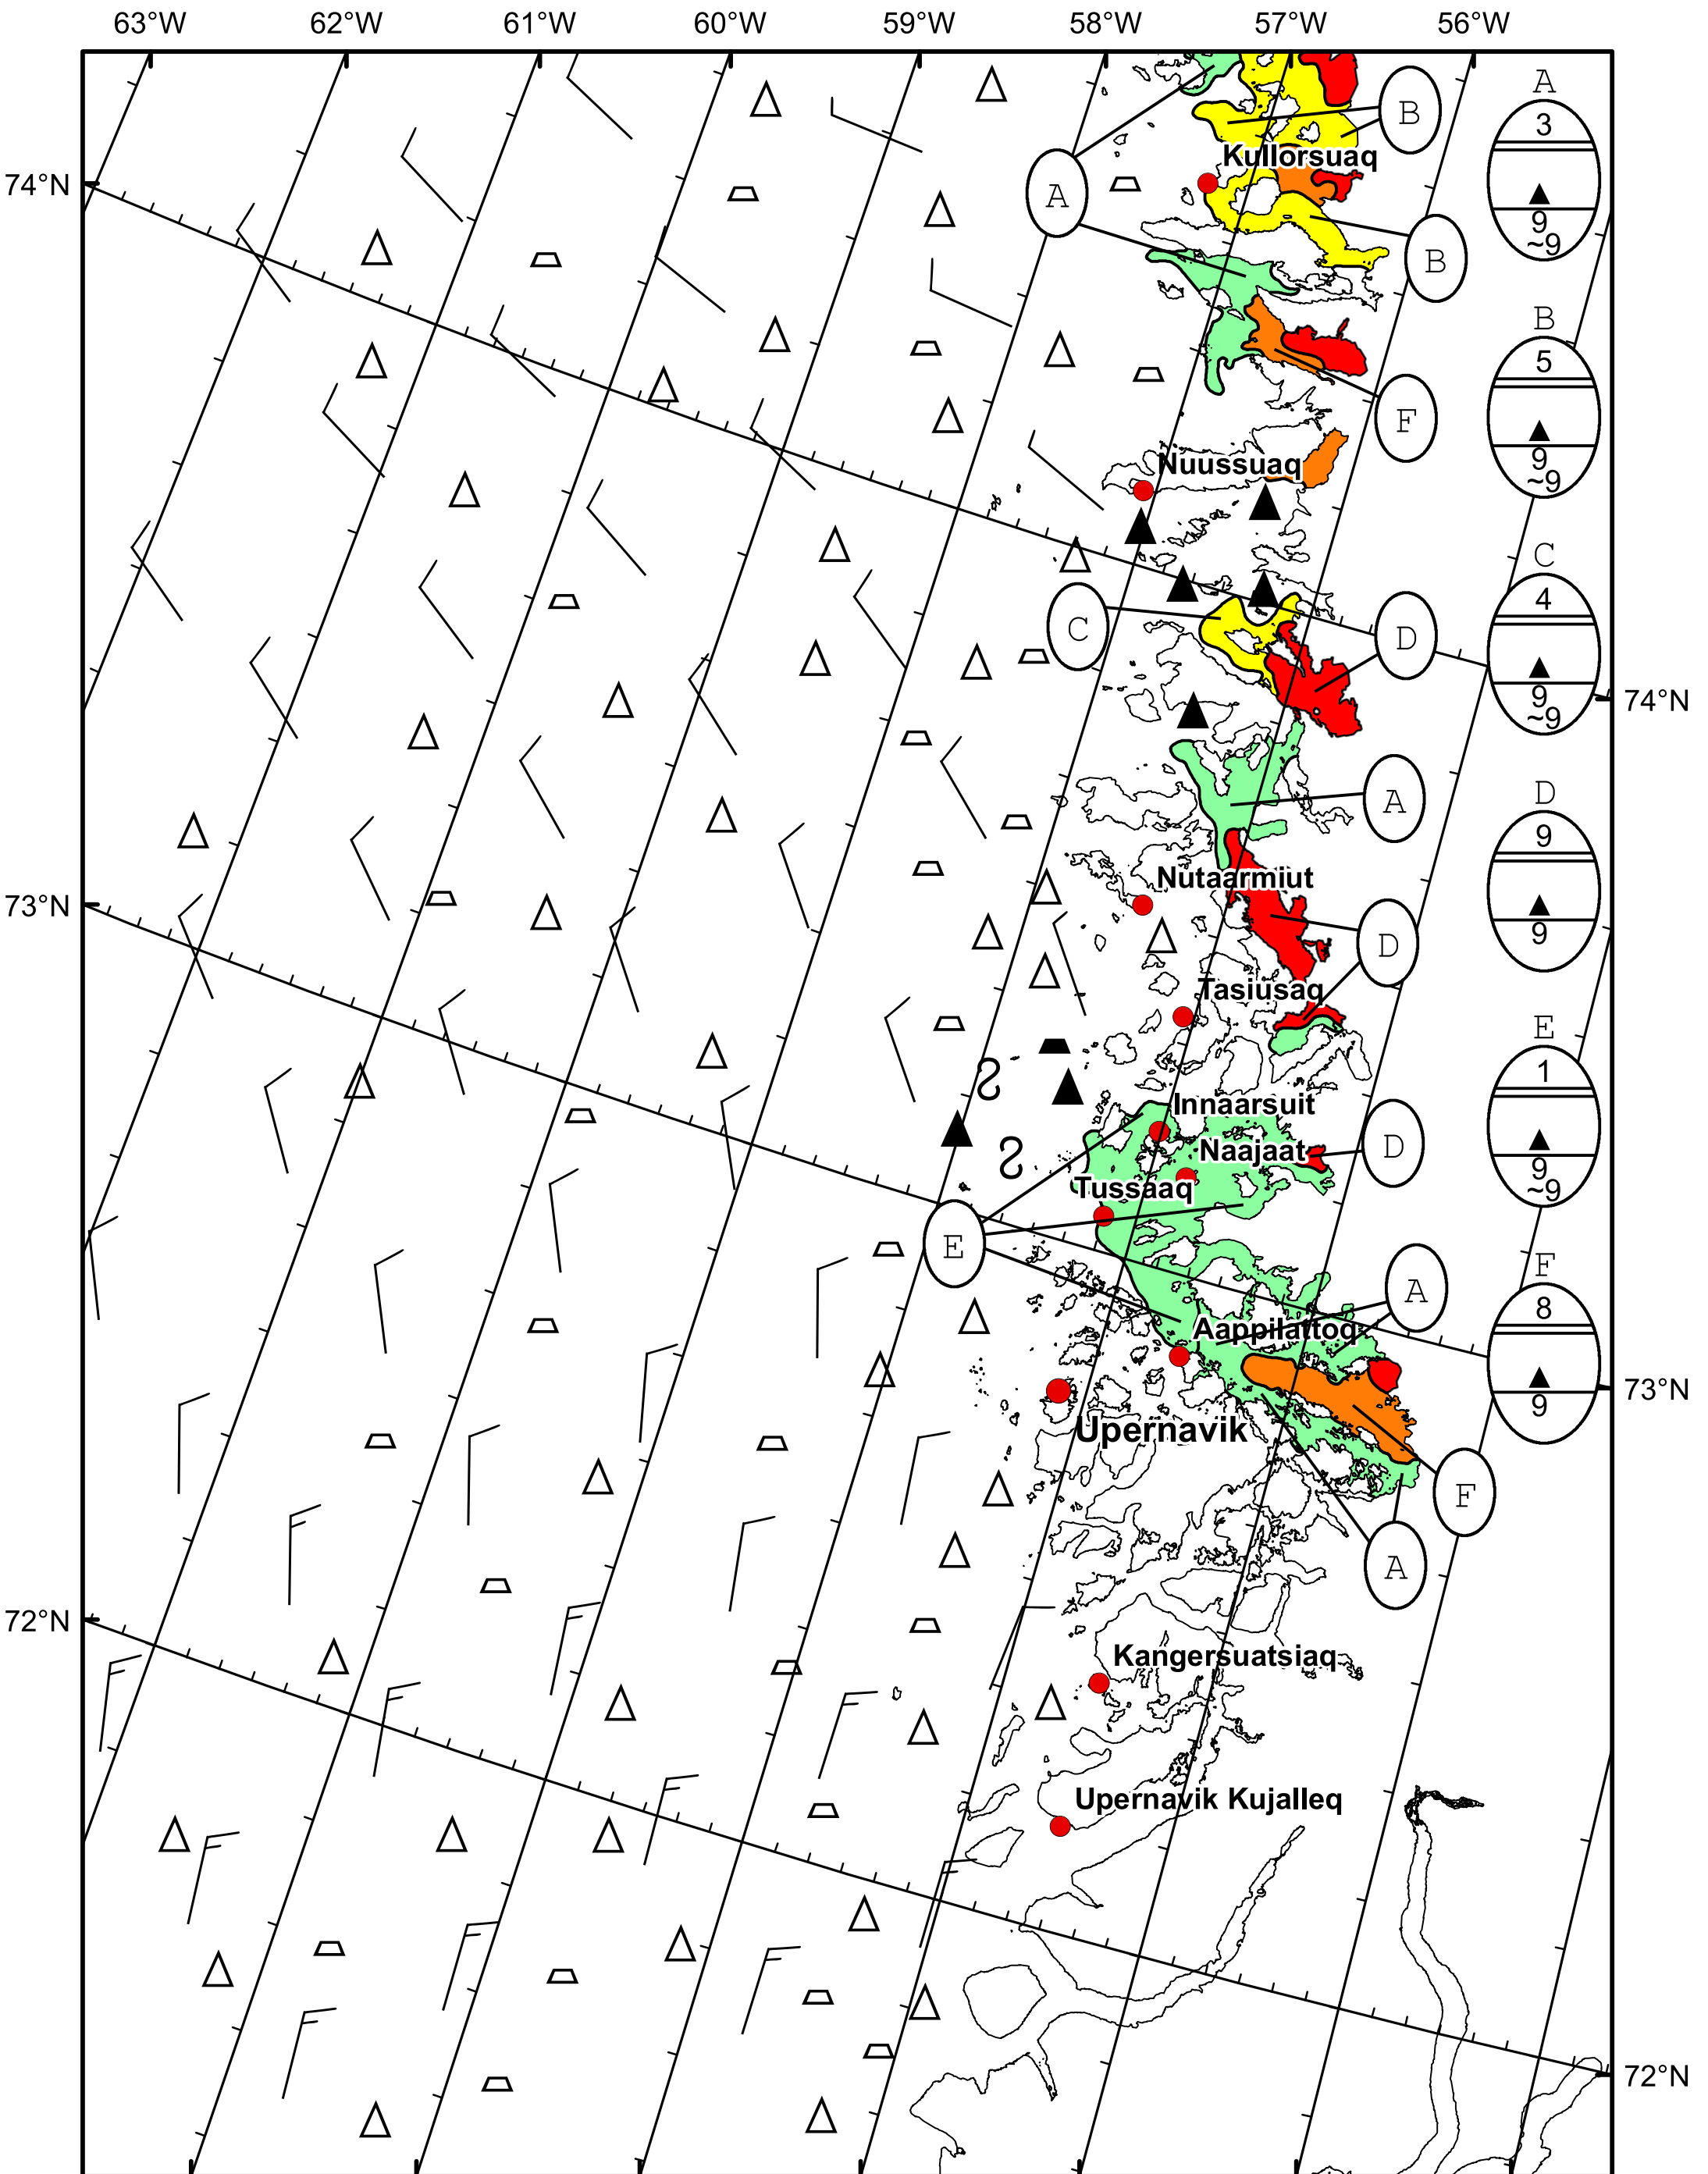 63°W 62°W 61°W 60°W 59°W 58°W 57°W 56°W
A
3
9
~9
B
Kullorsuaq
74°N
A
B
B
5
9
~9
F
Nuussuaq
C
4
9
~9
C
D
74°N
D
9
9
A
Nutaarmiut
73°N
D
Tasiusaq
E
1
9
~9
Innaarsuit
D
Naajaat
Tussaaq
E
F
8
9
A
Aappilattoq
73°N
Upernavik
F
A
72°N
Kangersuatsiaq
Upernavik Kujalleq
72°N